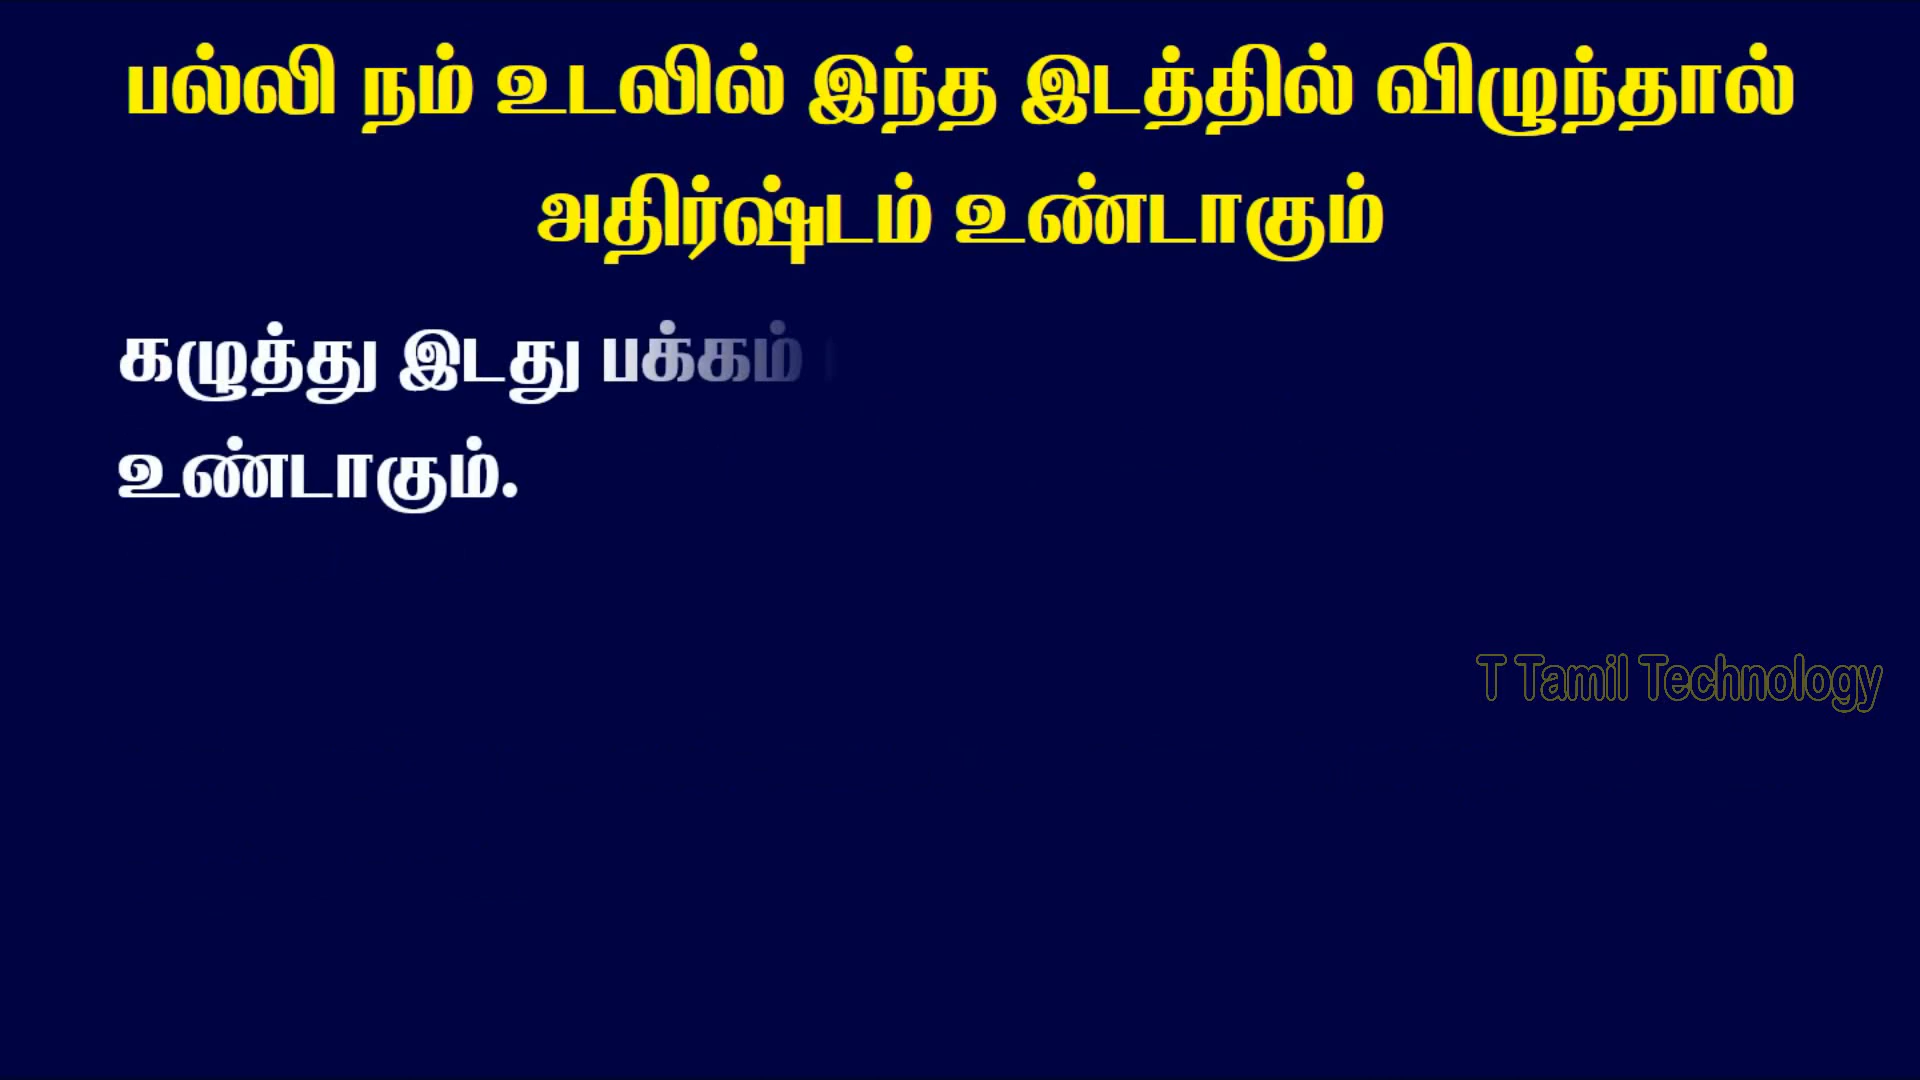 பல்லி நம் உடலில் இந்த இடத்தில் விழுந்தால்
அதிர்ஷ்டம் உண்டாகும்
கழுத்து இடது பக்கம்
உண்டாகும்.
T Tamil Technology